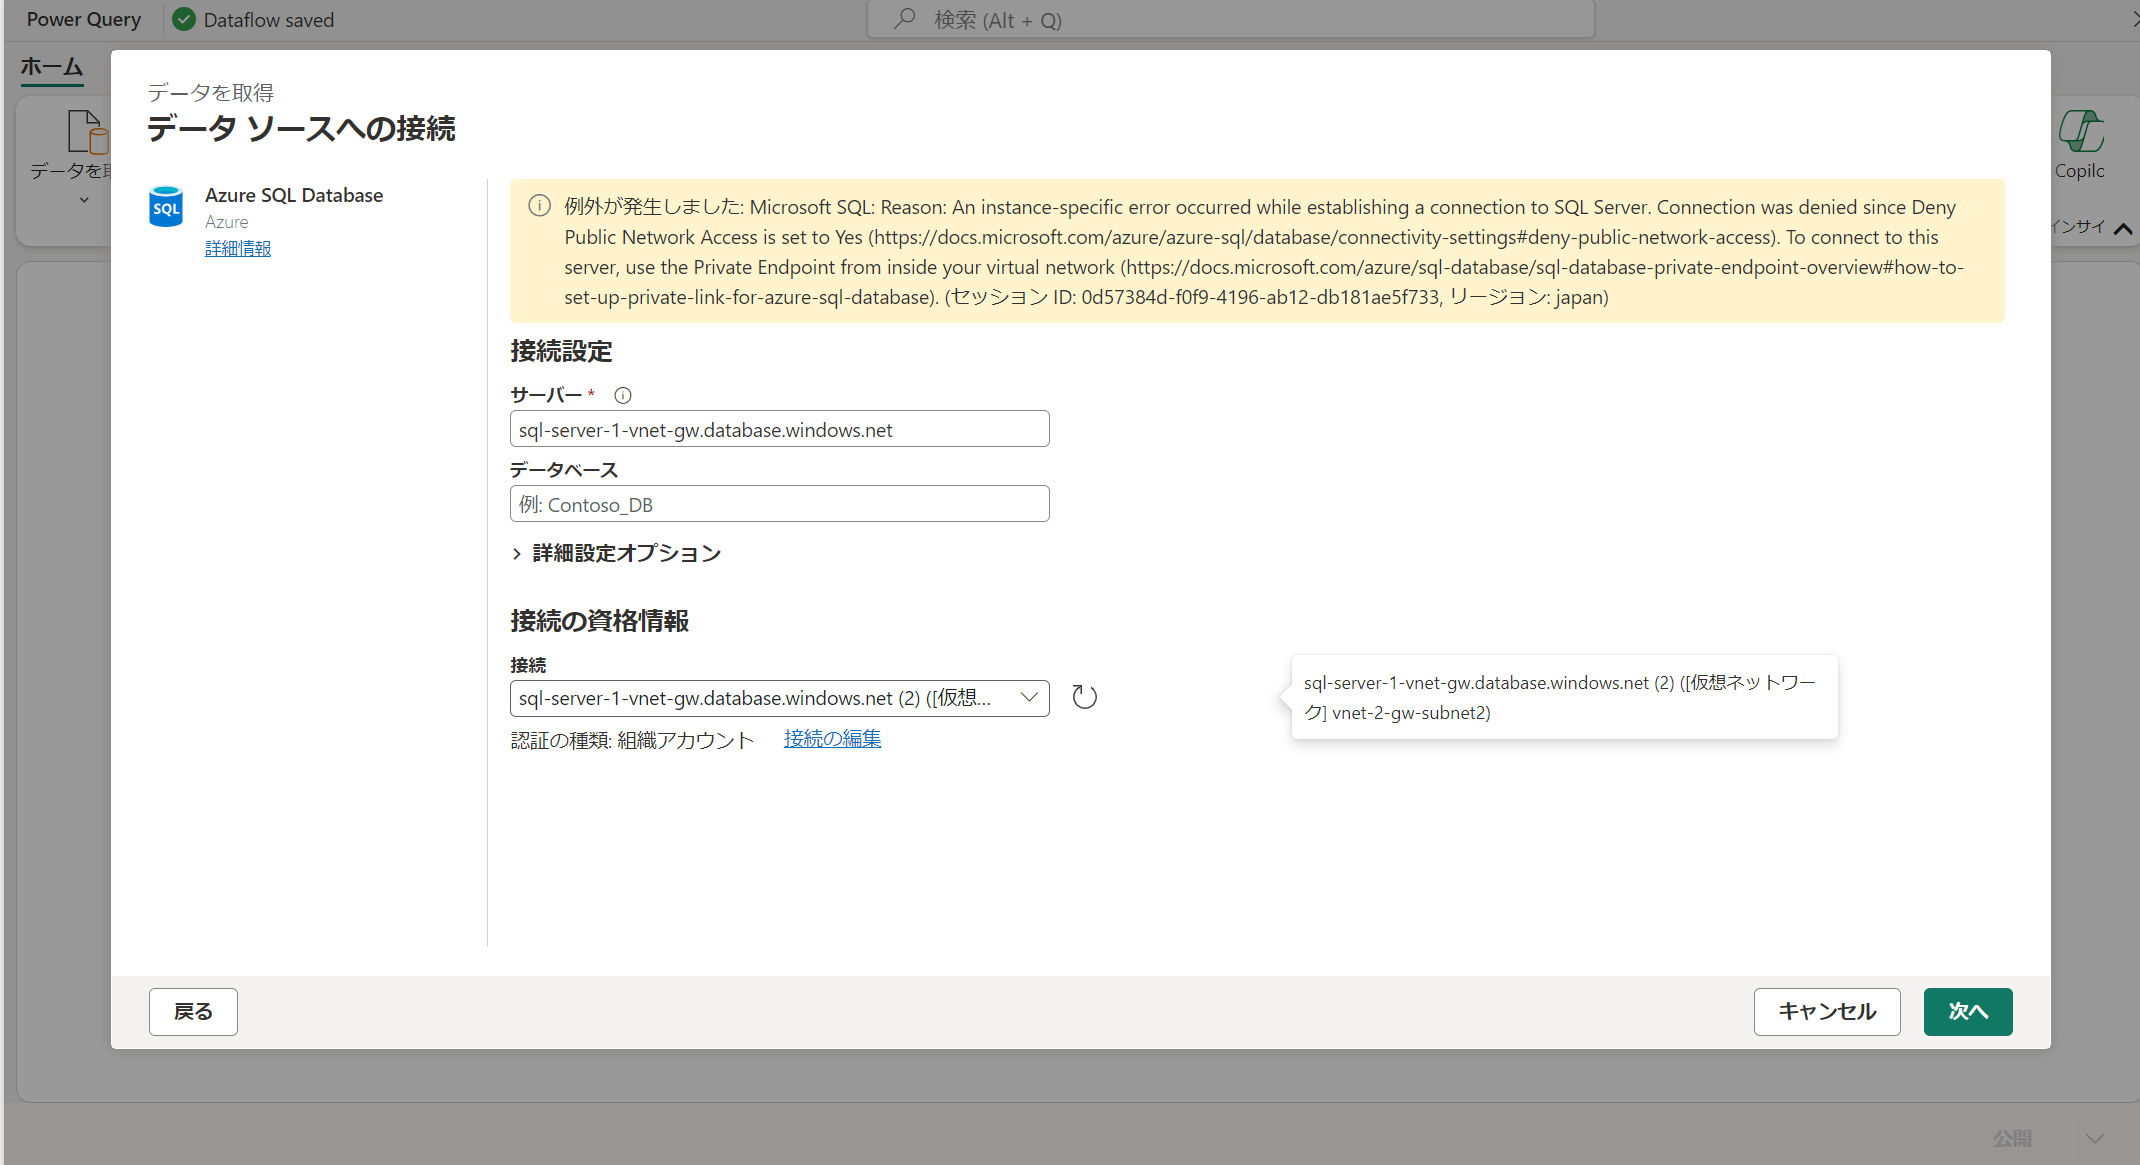 Power Query
Dataflow saved
検索 (Alt + Q)
ホーム
データを取
Copilo
インサイ
データを取得
データ ソースへの接続
SQL
Azure SQL Database
Azure
詳細情報
例外が発生しました: Microsoft SQL: Reason: An instance-specific error occurred while establishing a connection to SQL Server. Connection was denied since Deny
Public Network Access is set to Yes (https://docs.microsoft.com/azure/azure-sql/database/connectivity-settings#deny-public-network-access). To connect to this
server, use the Private Endpoint from inside your virtual network (https://docs.microsoft.com/azure/sql-database/sql-database-private-endpoint-overview#how-to-
set-up-private-link-for-azure-sql-database). (セッション ID: 0d57384d-f0f9-4196-ab12-db181ae5f733, リージョン: japan)
接続設定
サーバー *
sql-server-1-vnet-gw.database.windows.net
データベース
例: Contoso_DB
詳細設定オプション
接続の資格情報
接続
sql-server-1-vnet-gw.database.windows.net (2) ([仮想...
sql-server-1-vnet-gw.database.windows.net (2) ([仮想ネットワー
ク] vnet-2-gw-subnet2)
認証の種類: 組織アカウント
接続の編集
戻る
キャンセル
次へ
公開